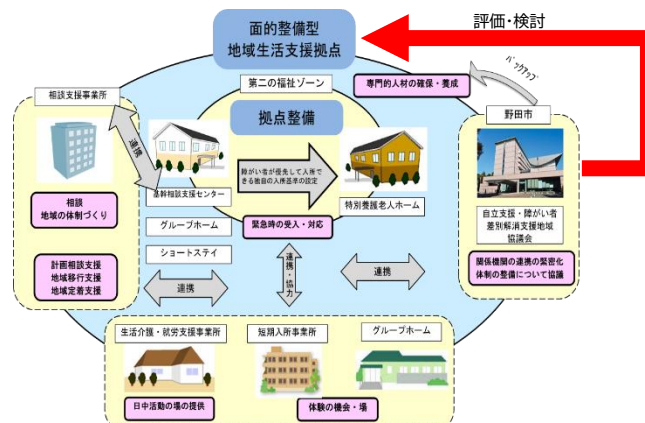 面的整備型
地域生活支援拠点
評価・検討
バックアップ
相談支援事業所
第二の福祉ゾーン
専門的人材の確保・養成
野田市
拠点整備
連携
障がい者が優先して入所で
きる独自の入所基準の設定
基幹相談支援センター
特別養護老人ホーム
相談
地域の体制づくり
グループホーム
緊急時の受入・対応
自立支援・障がい者
差別解消支援地域
協議会
ショートステイ
計画相談支援
地域移行支援
地域定着支援
関係機関の連携の緊密化
体制の整備について協議
連携
連携・協力
連携
生活介護・就労支援事業所
短期入所事業所
グループホーム
日中活動の場の提供
体験の機会・場